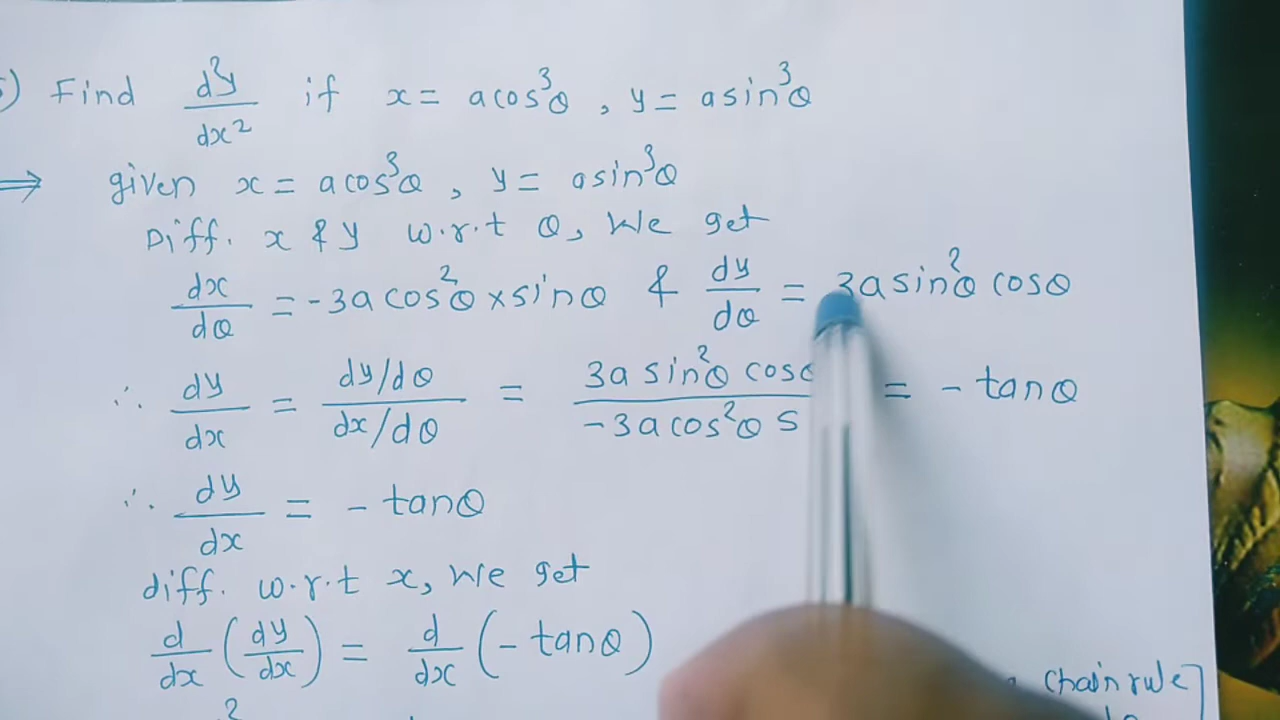 ) Find d²y/dx² if x = acos³θ , y = asin³θ
⇒ given x = acos³θ , y = asin³θ
Diff. x & y w.r.t θ, We get
dx/dθ = -3a cos²θ × sinθ & dy/dθ = 3a sin²θ cosθ
∴ dy/dx = dy/dθ / dx/dθ = 3a sin²θ cosθ / -3a cos²θ s = - tanθ
∴ dy/dx = - tanθ
diff. w.r.t x, We get
d/dx (dy/dx) = d/dx (- tanθ)
chain rule]